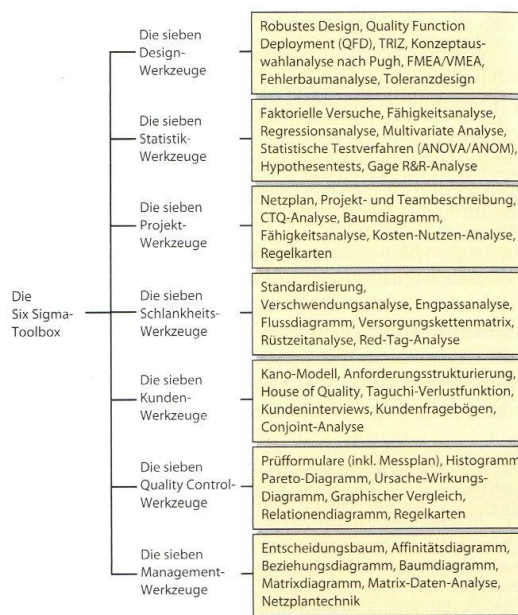 Die
Six Sigma-
Toolbox
Die sieben
Design-
Werkzeuge
Robustes Design, Quality Function
Deployment (QFD), TRIZ, Konzeptaus-
wahlanalyse nach Pugh, FMEA/VMEA,
Fehlerbaumanalyse, Toleranzdesign
Die sieben
Statistik-
Werkzeuge
Faktorielle Versuche, Fähigkeitsanalyse,
Regressionsanalyse, Multivariate Analyse,
Statistische Testverfahren (ANOVA/ANOM),
Hypothesentests, Gage R&R-Analyse
Die sieben
Projekt-
Werkzeuge
Netzplan, Projekt- und Teambeschreibung,
CTQ-Analyse, Baumdiagramm,
Fähigkeitsanalyse, Kosten-Nutzen-Analyse,
Regelkarten
Die sieben
Schlankheits-
Werkzeuge
Standardisierung,
Verschwendungsanalyse, Engpassanalyse,
Flussdiagramm, Versorgungskettenmatrix,
Rüstzeitanalyse, Red-Tag-Analyse
Die sieben
Kunden-
Werkzeuge
Kano-Modell, Anforderungsstrukturierung,
House of Quality, Taguchi-Verlustfunktion,
Kundeninterviews, Kundenfragebögen,
Conjoint-Analyse
Die sieben
Quality Control-
Werkzeuge
Prüfformulare (inkl. Messplan), Histogramm
Pareto-Diagramm, Ursache-Wirkungs-
Diagramm, Graphischer Vergleich,
Relationendiagramm, Regelkarten
Die sieben
Management-
Werkzeuge
Entscheidungsbaum, Affinitätsdiagramm,
Beziehungsdiagramm, Baumdiagramm,
Matrixdiagramm, Matrix-Daten-Analyse,
Netzplantechnik